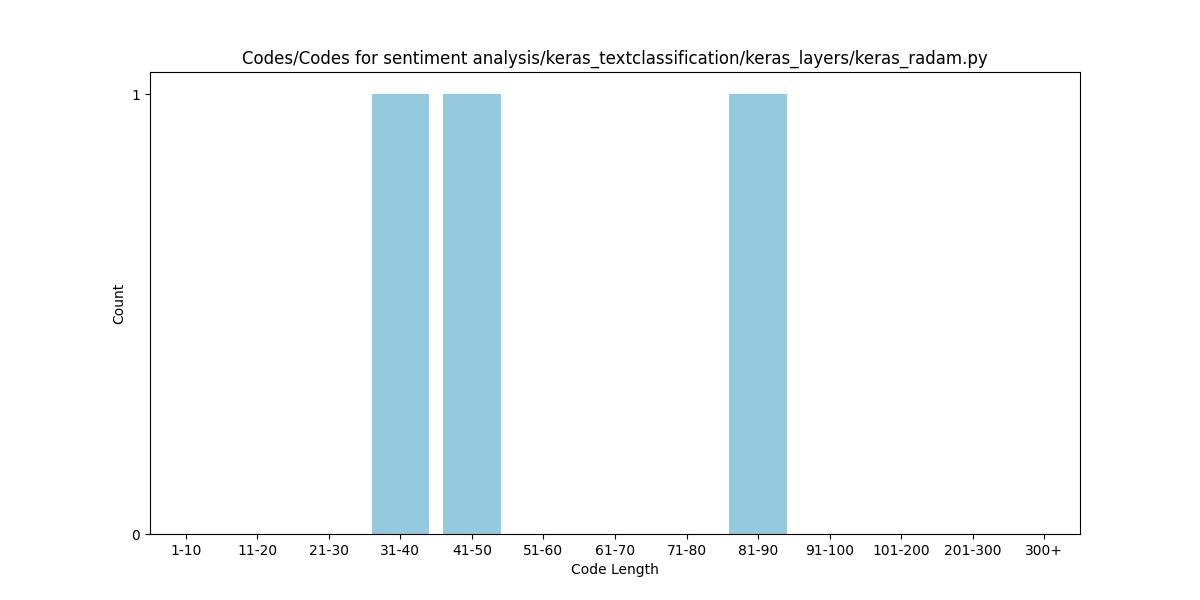 Codes/Codes for sentiment analysis/keras_textclassification/keras_layers/keras_radam.py
1
Count
0
1-10 11-20 21-30 31-40 41-50 51-60 61-70 71-80 81-90 91-100 101-200 201-300 300+
Code Length